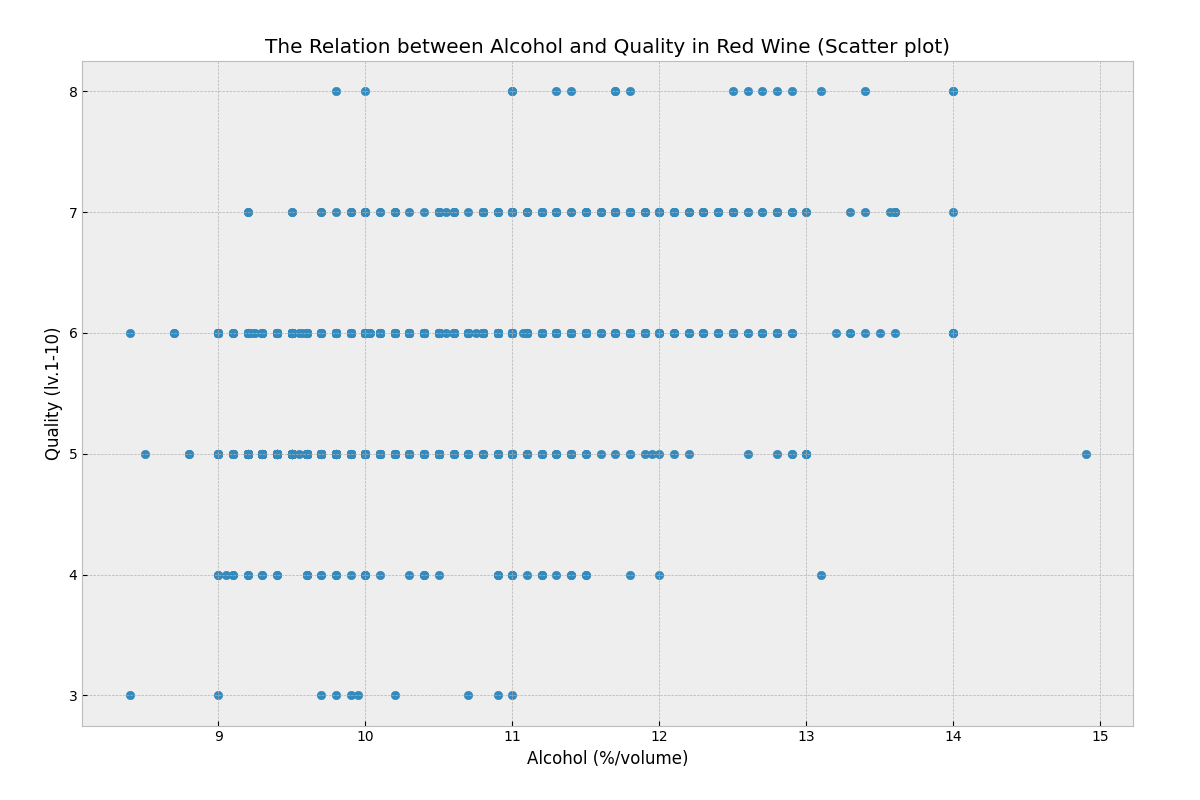 The Relation between Alcohol and Quality in Red Wine (Scatter plot)
Quality (lv.1-10)
8
7
6
5
4
3
9 10 11 12 13 14 15
Alcohol (%/volume)